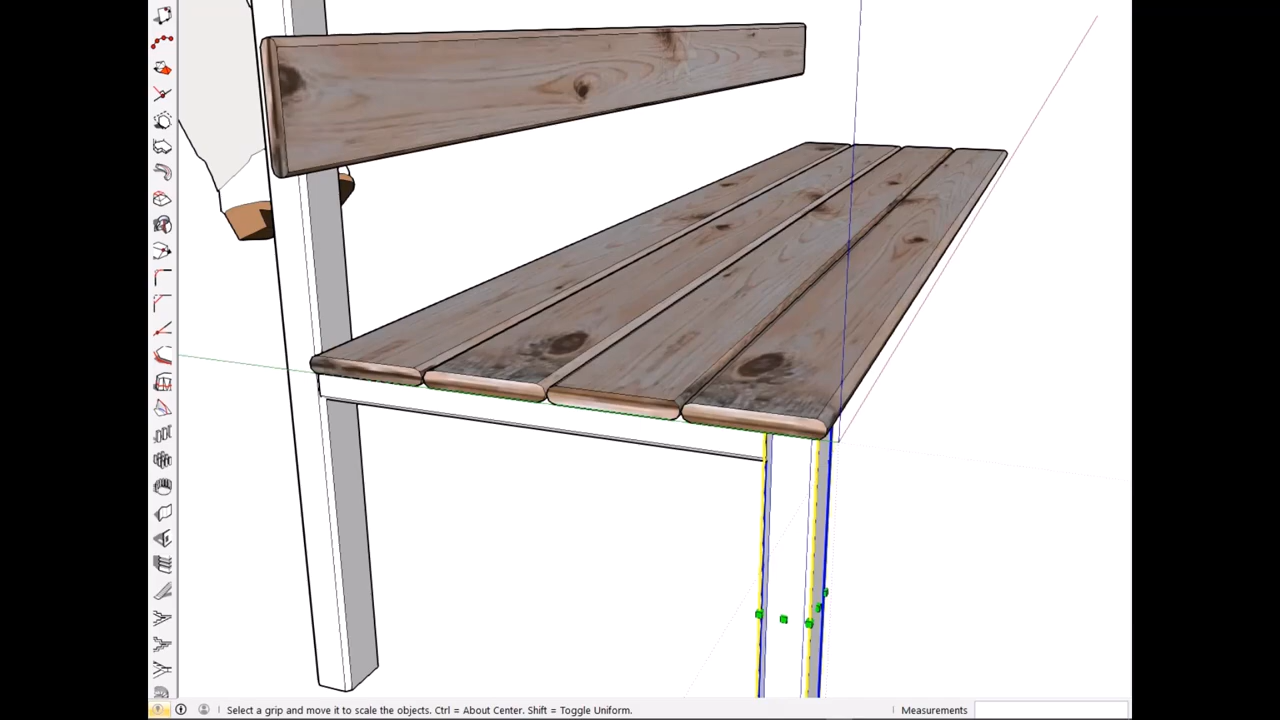 Select a grip and move it to scale the objects. Ctrl = About Center. Shift = Toggle Uniform.
Measurements